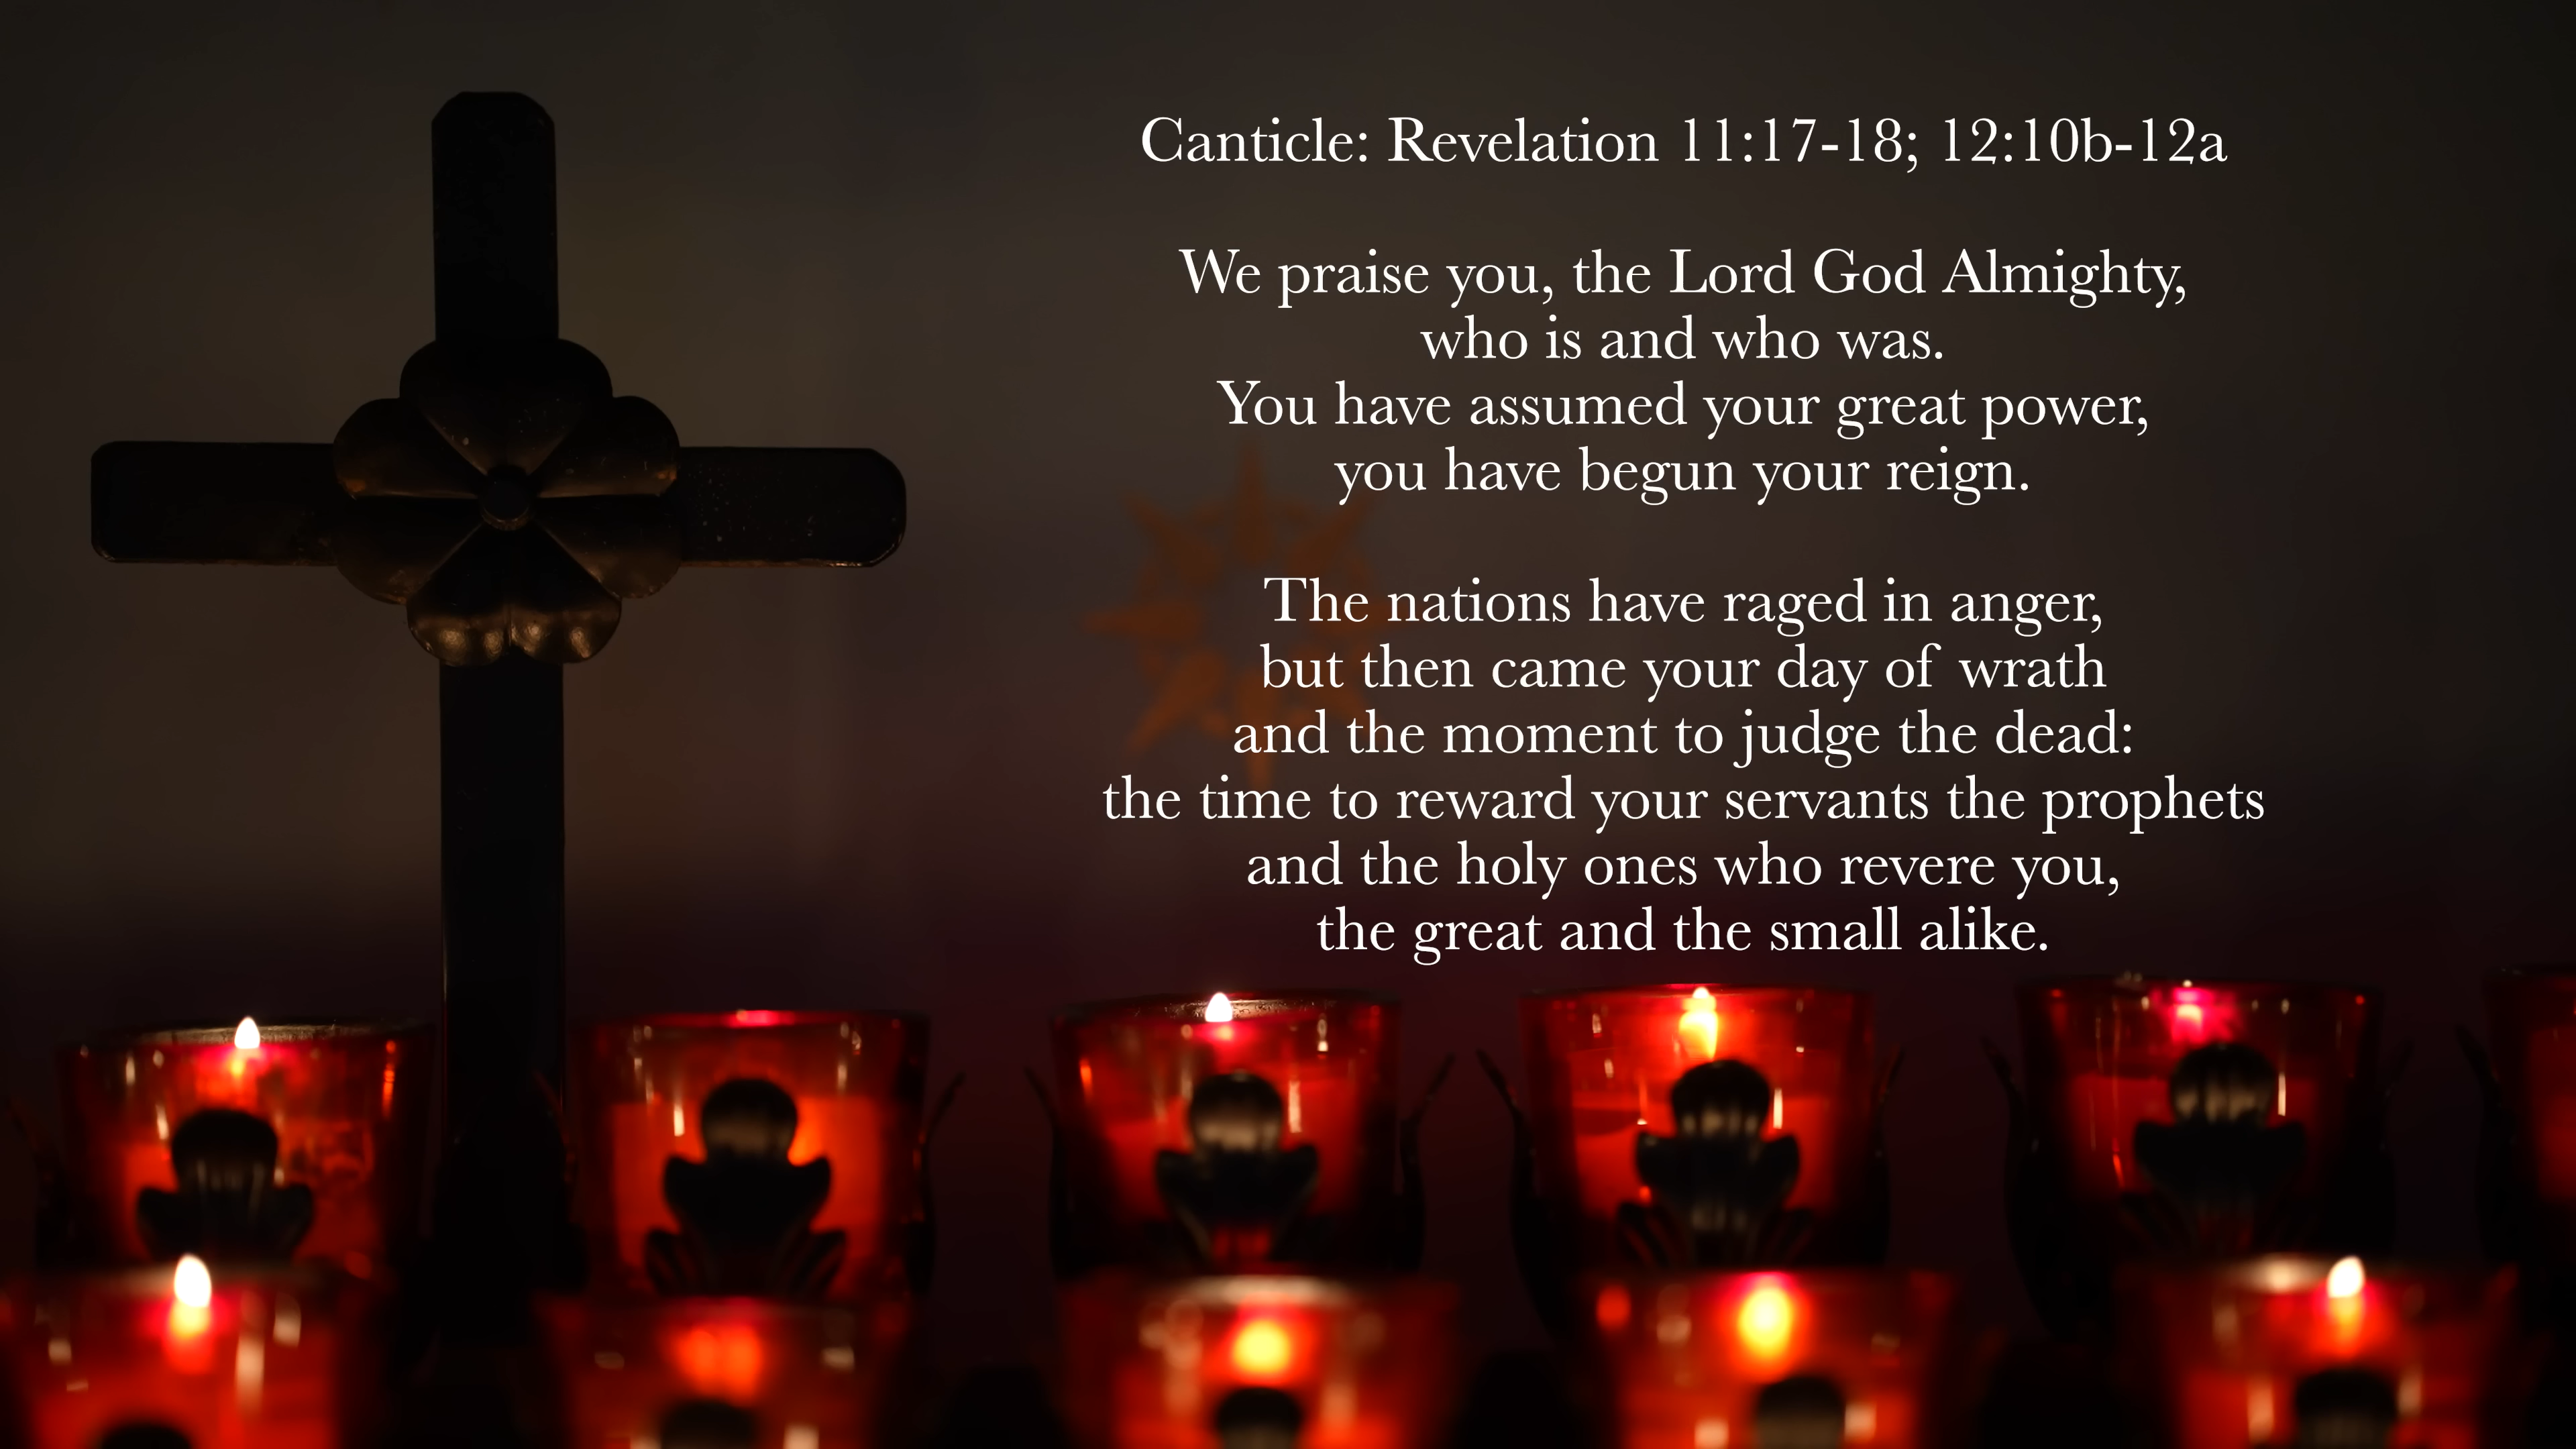 Canticle: Revelation 11:17-18; 12:10b-12a
We praise you, the Lord God Almighty,
who is and who was.
You have assumed your great power,
you have begun your reign.
The nations have raged in anger,
but then came your day of wrath
and the moment to judge the dead:
the time to reward your servants the prophets
and the holy ones who revere you,
the great and the small alike.